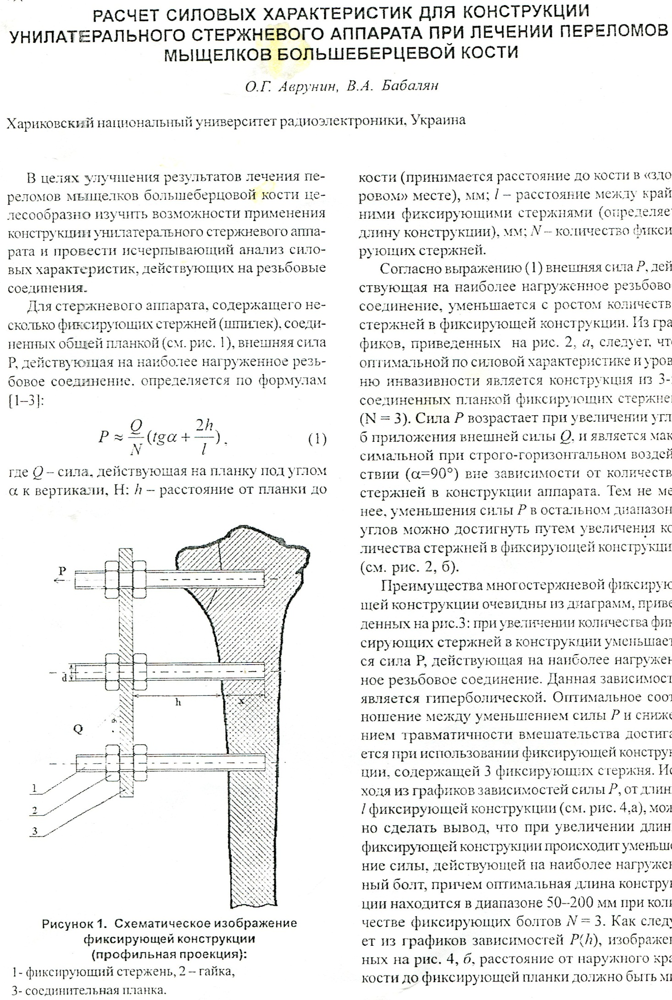 РАСЧЕТ СИЛОВЫХ ХАРАКТЕРИСТИК ДЛЯ КОНСТРУКЦИИ
УНИЛАТЕРАЛЬНОГО СТЕРЖНЕВОГО АППАРАТА ПРИ ЛЕЧЕНИИ ПЕРЕЛОМОВ
МЫЩЕЛКОВ БОЛЬШЕБЕРЦЕВОЙ КОСТИ
О.Г. Аврунин, В.А. Бабалян
Хариковский национальный университет радиоэлектроники, Украина
В целях улучшения результатов лечения пе-
реломов мыщелков большеберцовой кости це-
лесообразно изучить возможности применения
конструкции унилатерального стержневого аппа-
рата и провести исчерпывающий анализ сило-
вых характеристик, действующих на резьбовые
соединения.
Для стержневого аппарата, содержащего не-
сколько фиксирующих стержней (шпилек), соеди-
ненных общей планкой (см. рис. 1), внешняя сила
P, действующая на наиболее нагруженное резь-
бовое соединение. определяется по формулам
[1–3]:
P ≈ Q/N (tgα + 2h/l), (1)
где Q – сила, действующая на планку под углом
α к вертикали, Н: h – расстояние от планки до
P
d
h
x
Q
1
2
3
Рисунок 1. Схематическое изображение
фиксирующей конструкции
(профильная проекция):
1- фиксирующий стержень, 2 – гайка,
3- соединительная планка.
кости (принимается расстояние до кости в «здо
ровом» месте), мм; l – расстояние между край
ними фиксирующими стержнями (определяе
длину конструкции), мм; N – количество фикси
рующих стержней.
Согласно выражению (1) внешняя сила P, дей
ствующая на наиболее нагруженное резьбово
соединение, уменьшается с ростом количеств
стержней в фиксирующей конструкции. Из гра
фиков, приведенных на рис. 2, а, следует, чт
оптимальной по силовой характеристике и уров
ню инвазивности является конструкция из 3-
соединенных планкой фиксирующих стержне
(N = 3). Сила P возрастает при увеличении угл
б приложения внешней силы Q, и является мак
симальной при строго-горизонтальном воздей
ствии (α=90°) вне зависимости от количеств
стержней в конструкции аппарата. Тем не ме
нее, уменьшения силы P в остальном диапазон
углов можно достигнуть путем увеличения ко
личества стержней в фиксирующей конструкци
(см. рис. 2, б).
Преимущества многостержневой фиксирую
щей конструкции очевидны из диаграмм, приве
денных на рис.3: при увеличении количества фик
сирующих стержней в конструкции уменьшает
ся сила P, действующая на наиболее нагружен
ное резьбовое соединение. Данная зависимост
является гиперболической. Оптимальное соот
ношение между уменьшением силы P и сниже
нием травматичности вмешательства достига
ется при использовании фиксирующей конструк
ции, содержащей 3 фиксирующих стержня. Ис
ходя из графиков зависимостей силы P, от длин
l фиксирующей конструкции (см. рис. 4,а), мож
но сделать вывод, что при увеличении длин
фиксирующей конструкции происходит уменьше
ние силы, действующей на наиболее нагружен
ный болт, причем оптимальная длина конструк
ции находится в диапазоне 50–200 мм при коли
честве фиксирующих болтов N = 3. Как следу
ет из графиков зависимостей P(h), изображен
ных на рис. 4, б, расстояние от наружного кра
кости до фиксирующей планки должно быть ми